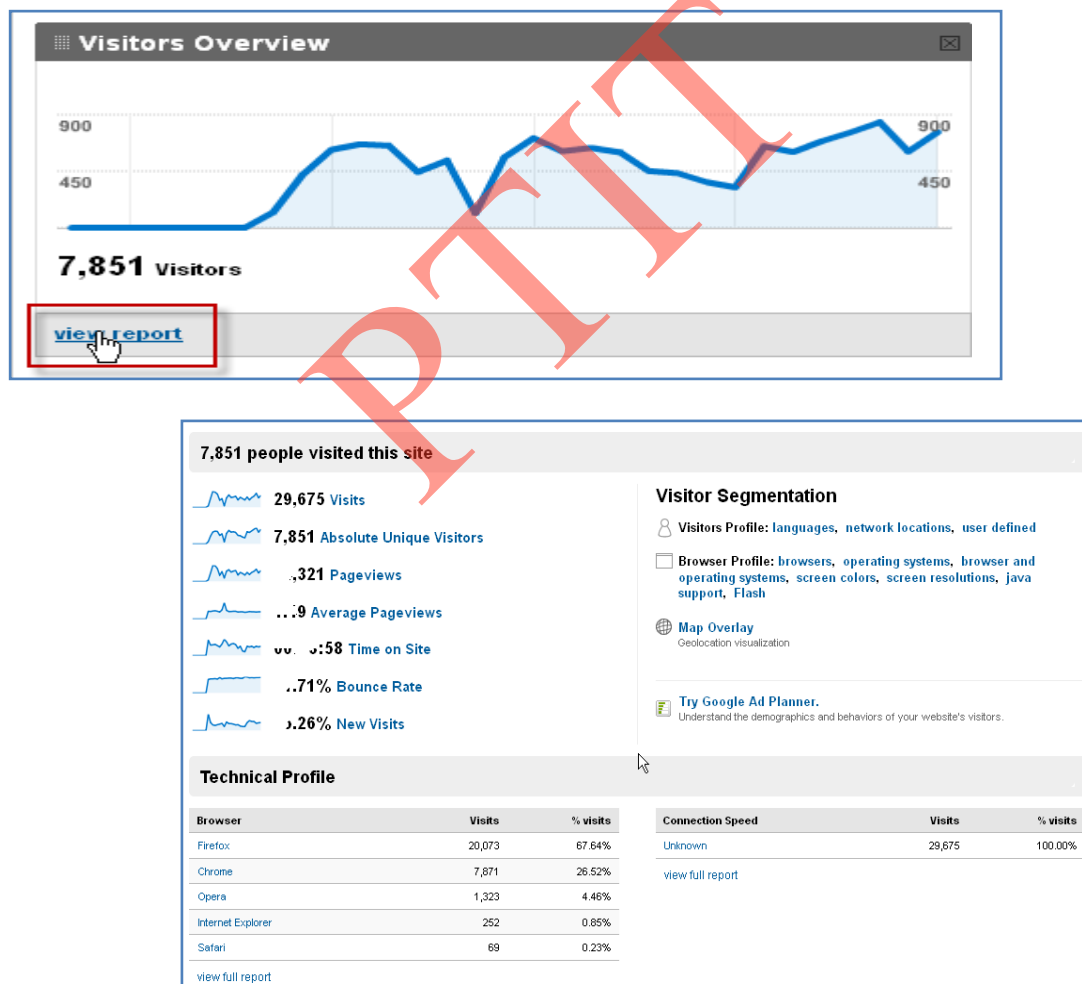 Visitors Overview
900 900
450 450
7,851 Visitors
view report
PTIT
7,851 people visited this site
29,675 Visits
7,851 Absolute Unique Visitors
,321 Pageviews
9 Average Pageviews
:58 Time on Site
.71% Bounce Rate
.26% New Visits
Visitor Segmentation
Visitors Profile: languages, network locations, user defined
Browser Profile: browsers, operating systems, browser and
operating systems, screen colors, screen resolutions, java
support, Flash
Map Overlay
Geolocation visualization
Try Google Ad Planner.
Understand the demographics and behaviors of your website's visitors.
Technical Profile
Browser Visits % visits
Firefox 20,073 67.64%
Chrome 7,871 26.52%
Opera 1,323 4.46%
Internet Explorer 252 0.85%
Safari 69 0.23%
view full report
Connection Speed Visits % visits
Unknown 29,675 100.00%
view full report